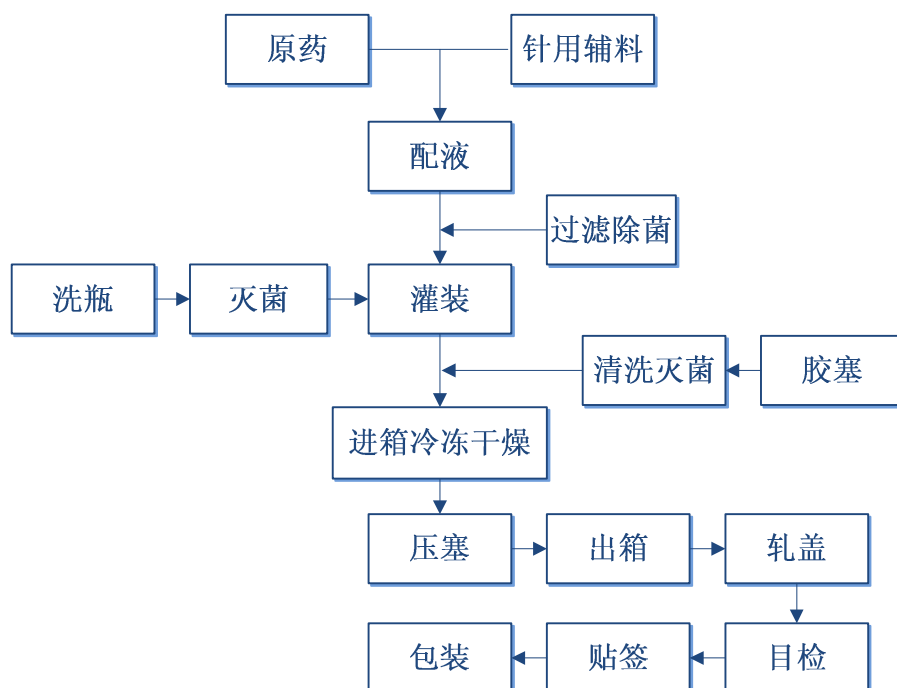 原药
针用辅料
配液
过滤除菌
洗瓶
灭菌
灌装
清洗灭菌
胶塞
进箱冷冻干燥
压塞
出箱
轧盖
包装
贴签
目检